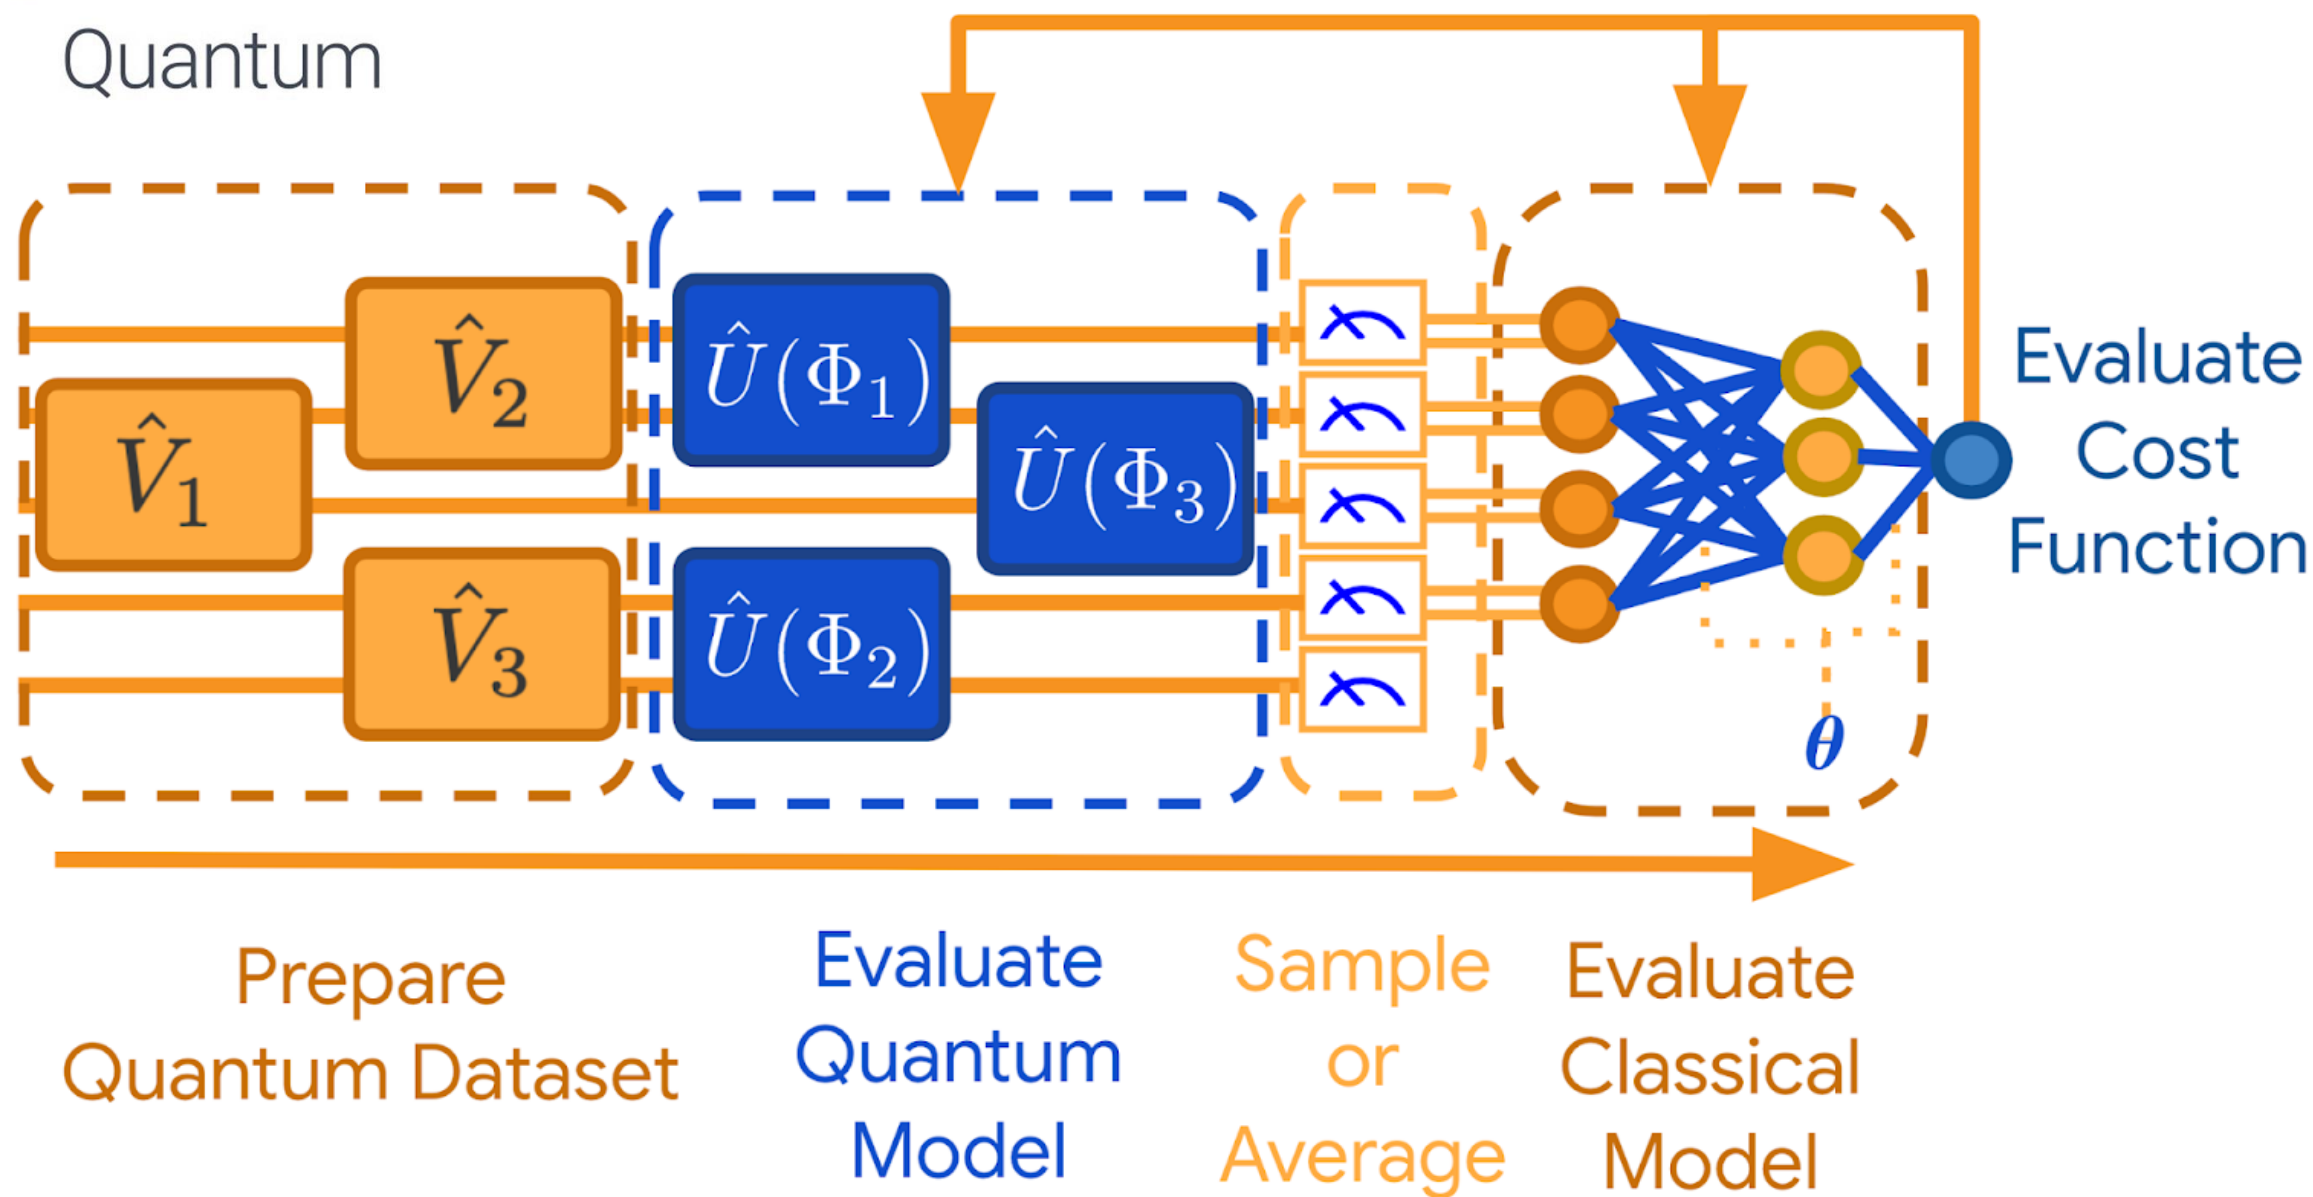 Quantum
V̂₂
Û(Φ₁)
V̂₁
Û(Φ₃)
V̂₃
Û(Φ₂)
θ
Evaluate
Cost
Function
Prepare
Quantum Dataset
Evaluate
Quantum
Model
Sample
or
Average
Evaluate
Classical
Model